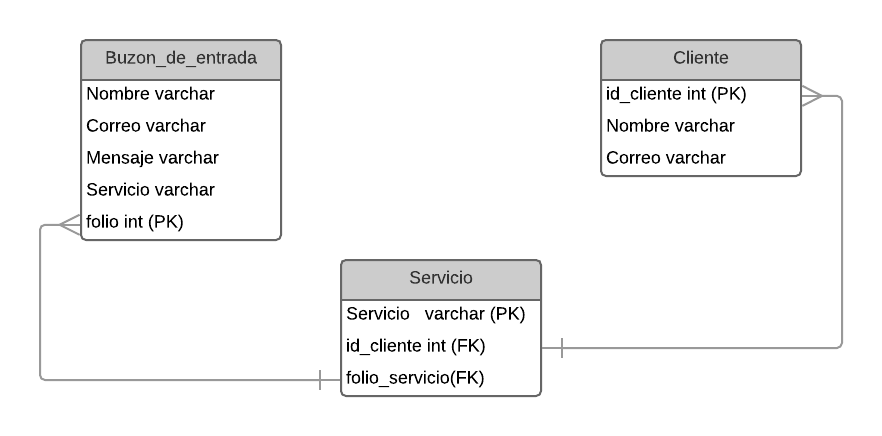 Buzon_de_entrada
Nombre varchar
Correo varchar
Mensaje varchar
Servicio varchar
folio int (PK)
Cliente
id_cliente int (PK)
Nombre varchar
Correo varchar
Servicio
Servicio varchar (PK)
id_cliente int (FK)
folio_servicio(FK)